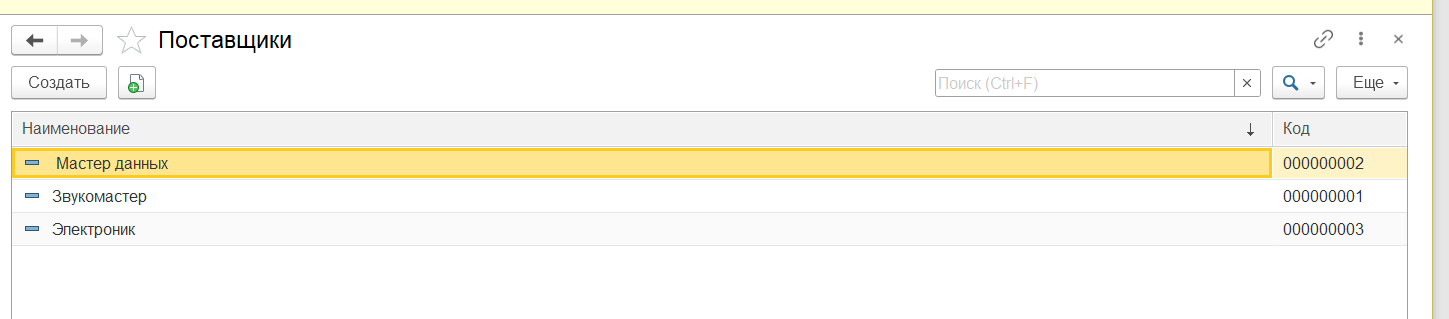 Поставщики
Создать
Поиск (Ctrl+F)
Еще
Наименование Код
Мастер данных 000000002
Звукомастер 000000001
Электроник 000000003